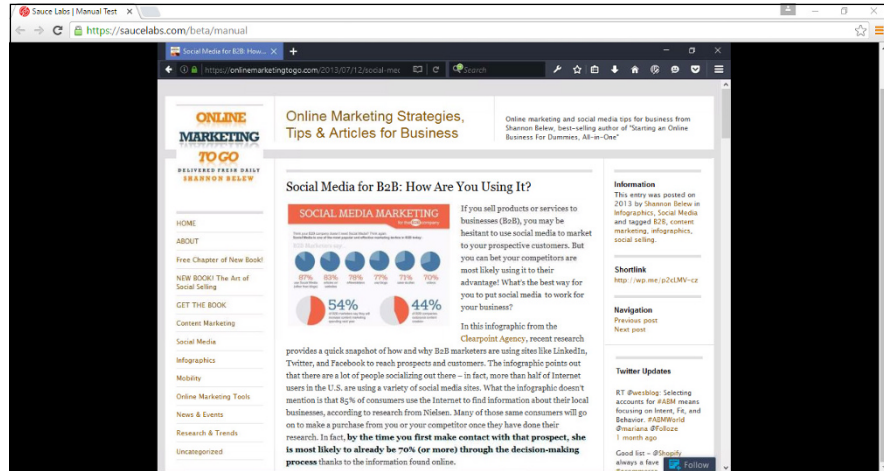 Sauce Labs | Manual Test
https://saucelabs.com/beta/manual
Social Media for B2B: How...
https://onlinemarketingtogo.com/2013/07/12/social-mec
Search
ONLINE
MARKETING
TO GO
DELIVERED FRESH DAILY
SHANNON BELEW
Online Marketing Strategies,
Tips & Articles for Business
Online marketing and social media tips for business from
Shannon Belew, best-selling author of "Starting an Online
Business For Dummies, All-in-One"
HOME
ABOUT
Free Chapter of New Book!
NEW BOOK! The Art of
Social Selling
GET THE BOOK
Content Marketing
Social Media
Infographics
Mobility
Online Marketing Tools
News & Events
Research & Trends
Uncategorized
Social Media for B2B: How Are You Using It?
SOCIAL MEDIA MARKETING
87%
83%
78%
77%
71%
70%
54%
44%
If you sell products or services to
businesses (B2B), you may be
hesitant to use social media to market
to your prospective customers. But
you can bet your competitors are
most likely using it to their
advantage! What's the best way for
you to put social media to work for
your business?
In this infographic from the
Clearpoint Agency, recent research
provides a quick snapshot of how and why B2B marketers are using sites like LinkedIn,
Twitter, and Facebook to reach prospects and customers. The infographic points out
that there are a lot of people socializing out there – in fact, more than half of Internet
users in the U.S. are using a variety of social media sites. What the infographic doesn't
mention is that 85% of consumers use the Internet to find information about their local
businesses, according to research from Nielsen. Many of those same consumers will go
on to make a purchase from you or your competitor once they have done their
research. In fact, by the time you first make contact with that prospect, she
is most likely to already be 70% (or more) through the decision-making
process thanks to the information found online.
Information
This entry was posted on
2013 by Shannon Belew in
Infographics, Social Media
and tagged B2B, content
marketing, infographics,
social selling.
Shortlink
http://wp.me/p2cLMV-cz
Navigation
Previous post
Next post
Twitter Updates
RT @wesblog: Selecting
accounts for #ABM means
focusing on Intent, Fit, and
Behavior. #ABMWorld
@mariana @Folloze
1 month ago
Good list – @Shopify
always a fave
Follow